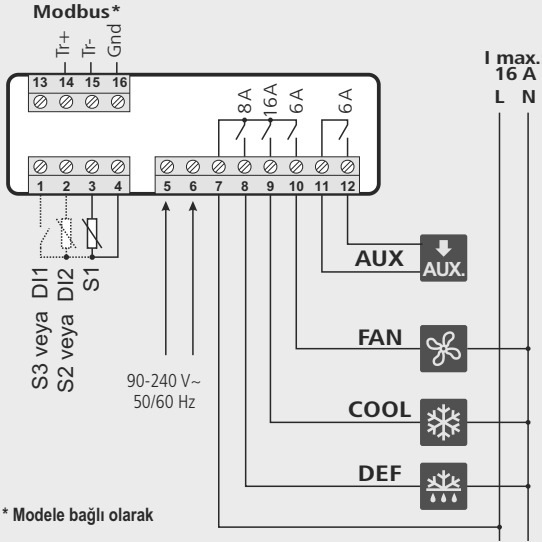 Modbus*
Tr+
Tr-
Gnd
I max.
16 A
L N
13 14 15 16
8A
16A
6A
6A
1 2 3 4
5 6 7 8 9 10 11 12
S3 veya DI1
S2 veya DI2
S1
AUX
AUX.
FAN
90-240 V~
50/60 Hz
COOL
DEF
* Modele bağlı olarak